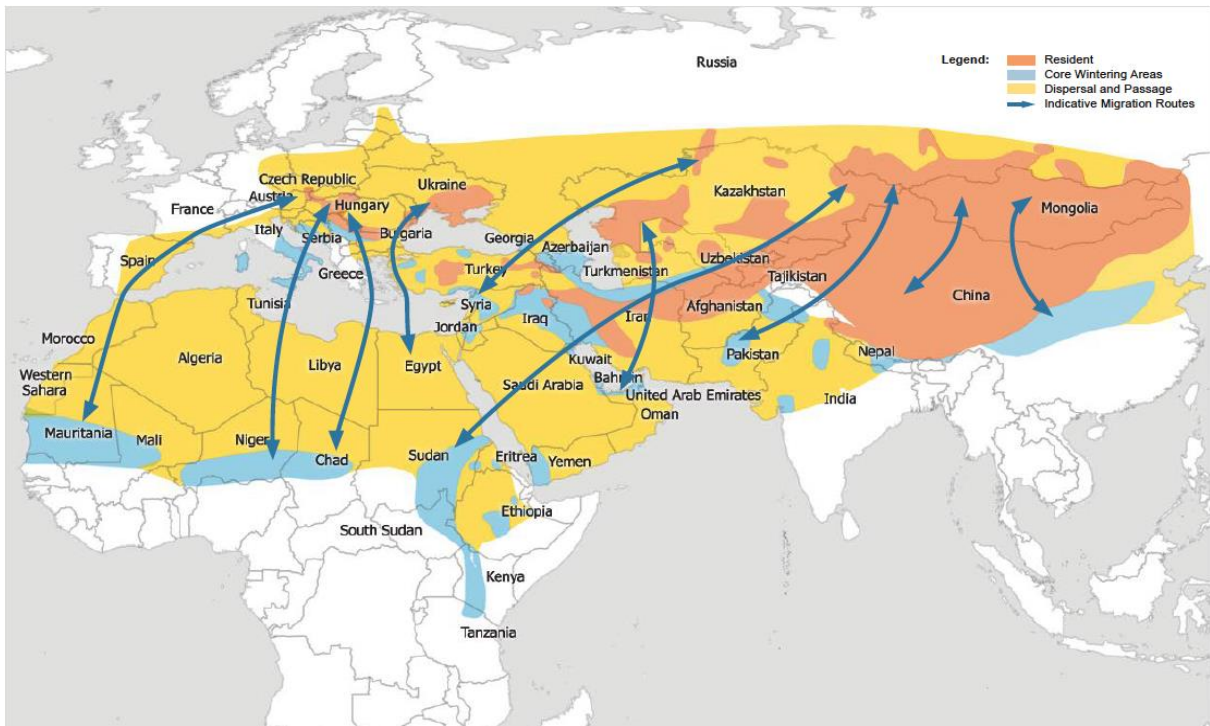 Russia
Legend:
Resident
Core Wintering Areas
Dispersal and Passage
Indicative Migration Routes
Czech Republic
Austria
Ukraine
Kazakhstan
France
Hungary
Mongolia
Italy
Serbia
Bulgaria
Georgia
Azerbaijan
Uzbekistan
Spain
Greece
Turkey
Turkmenistan
Tajikistan
Tunisia
Syria
Afghanistan
China
Morocco
Jordan
Iraq
Iran
Algeria
Libya
Egypt
Kuwait
Pakistan
Nepal
Western
Sahara
Saudi Arabia
Bahrain
United Arab Emirates
India
Oman
Mauritania
Mali
Niger
Chad
Sudan
Eritrea
Yemen
Ethiopia
South Sudan
Kenya
Tanzania